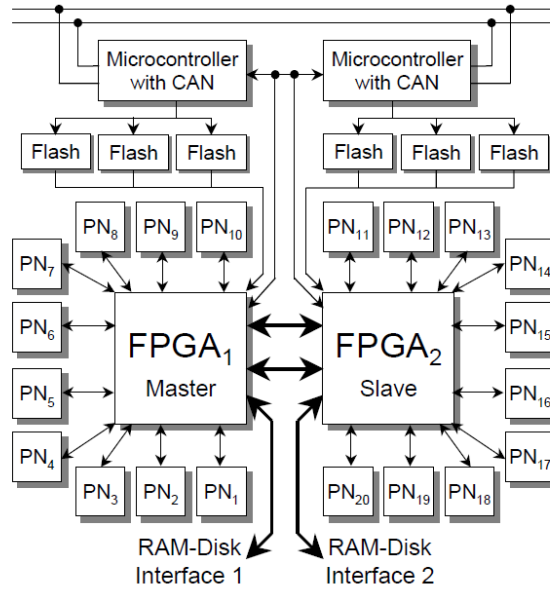 Microcontroller
with CAN
Microcontroller
with CAN
Flash
Flash
Flash
Flash
Flash
Flash
PN8
PN9
PN10
PN11
PN12
PN13
PN7
PN14
PN6
FPGA1
Master
FPGA2
Slave
PN15
PN5
PN16
PN4
PN17
PN3
PN2
PN1
PN20
PN19
PN18
RAM-Disk
Interface 1
RAM-Disk
Interface 2